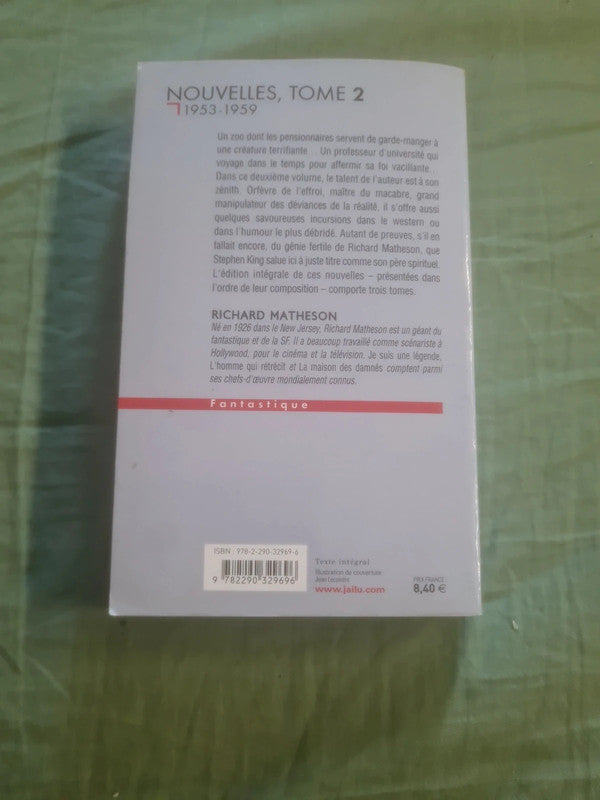 NOUVELLES, TOME 2
1953-1959
Un zoo dont les pensionnaires servent de garde-manger à
une créature terrifiante... Un professeur d'université qui
voyage dans le temps pour affermir sa foi vacillante...
Dans ce deuxième volume, le talent de l'auteur est à son
zénith. Orfèvre de l'effroi, maître du macabre, grand
manipulateur des déviances de la réalité, il s'offre aussi
quelques savoureuses incursions dans le western ou
dans l'humour le plus débridé. Autant de preuves, s'il en
fallait encore, du génie fertile de Richard Matheson, que
Stephen King salue ici à juste titre comme son père spirituel.
L'édition intégrale de ces nouvelles – présentées dans
l'ordre de leur composition – comporte trois tomes.
RICHARD MATHESON
Né en 1926 dans le New Jersey, Richard Matheson est un géant du
fantastique et de la SF. Il a beaucoup travaillé comme scénariste à
Hollywood, pour le cinéma et la télévision. Je suis une légende,
L'homme qui rétrécit et La maison des damnés comptent parmi
ses chefs-d'œuvre mondialement connus.
Fantastique
ISBN : 978-2-290-32969-6
9 782290 329696
Texte intégral
Illustration de couverture
Jean
www.jailu.com
PRIX FRANCE
8,40 €